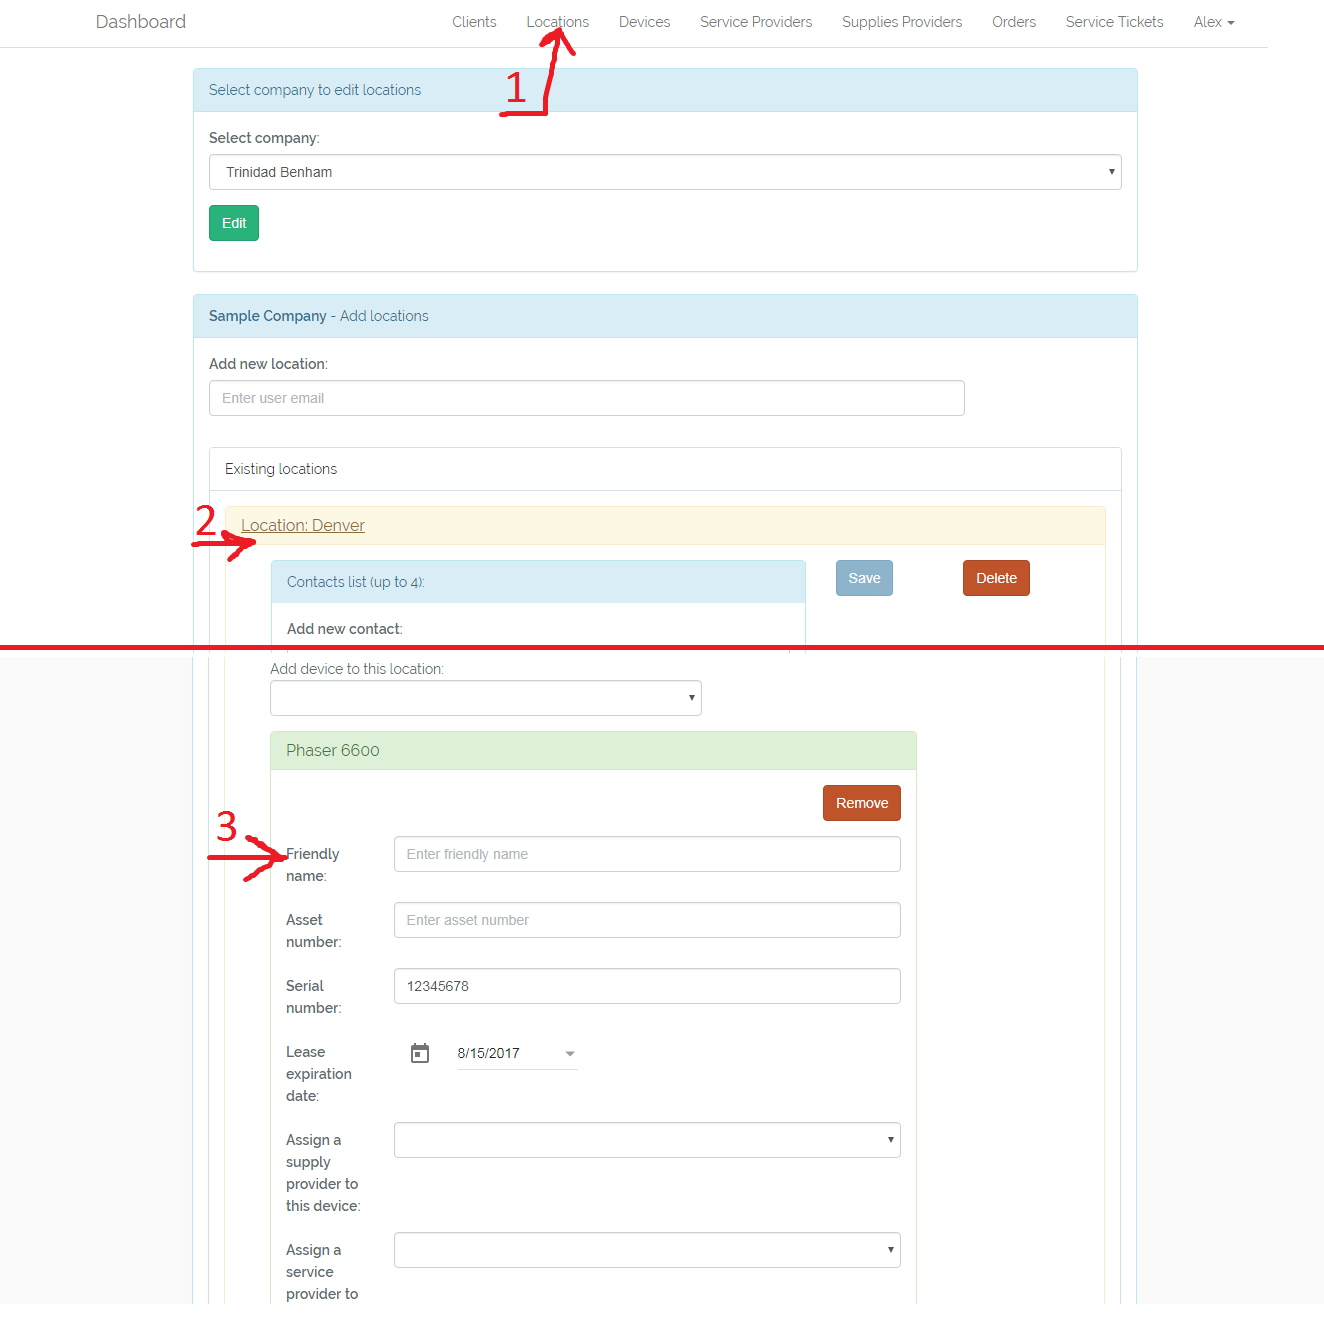 Dashboard Clients Locations Devices Service Providers Supplies Providers Orders Service Tickets Alex
1
Select company to edit locations
Select company:
Trinidad Benham
Edit
Sample Company - Add locations
Add new location:
Enter user email
Existing locations
2
Location: Denver
Contacts list (up to 4): Save Delete
Add new contact:
Add device to this location:
Phaser 6600
Remove
3
Friendly Enter friendly name
name:
Asset Enter asset number
number:
Serial 12345678
number:
Lease 8/15/2017
expiration
date:
Assign a
supply
provider to
this device:
Assign a
service
provider to